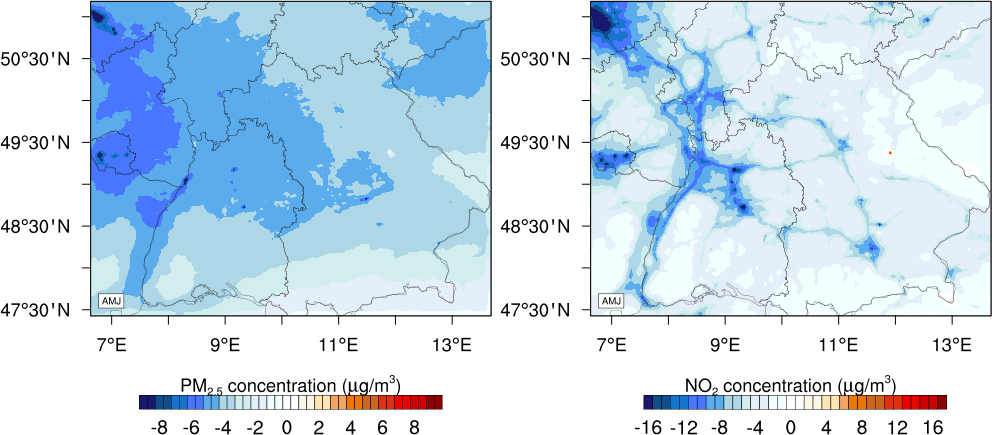 50°30'N
49°30'N
48°30'N
47°30'N
AMJ
7°E 9°E 11°E 13°E
PM2.5 concentration (μg/m3)
-8 -6 -4 -2 0 2 4 6 8
50°30'N
49°30'N
48°30'N
47°30'N
AMJ
7°E 9°E 11°E 13°E
NO2 concentration (μg/m3)
-16 -12 -8 -4 0 4 8 12 16